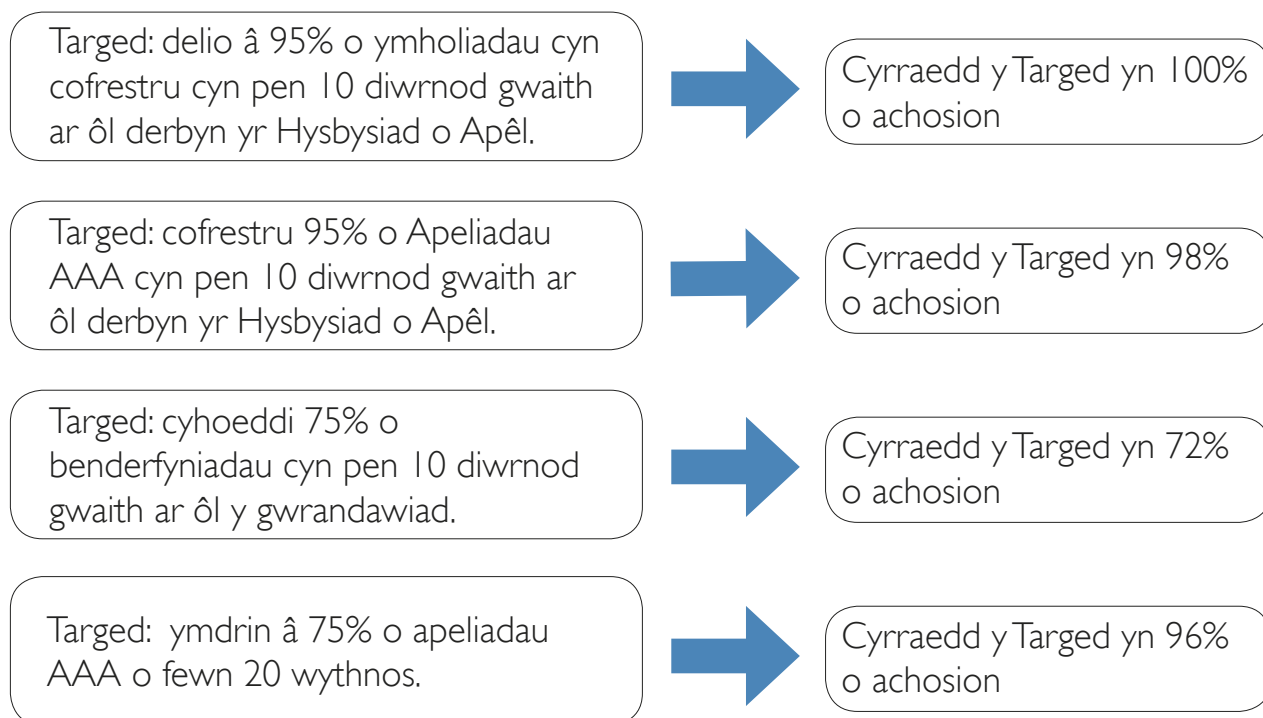 Targed: delio â 95% o ymholiadau cyn
cofrestru cyn pen 10 diwrnod gwaith
ar ôl derbyn yr Hysbysiad o Apêl.
Cyrraedd y Targed yn 100%
o achosion
Targed: cofrestru 95% o Apeliadau
AAA cyn pen 10 diwrnod gwaith ar
ôl derbyn yr Hysbysiad o Apêl.
Cyrraedd y Targed yn 98%
o achosion
Targed: cyhoeddi 75% o
benderfyniadau cyn pen 10 diwrnod
gwaith ar ôl y gwrandawiad.
Cyrraedd y Targed yn 72%
o achosion
Targed: ymdrin â 75% o apeliadau
AAA o fewn 20 wythnos.
Cyrraedd y Targed yn 96%
o achosion